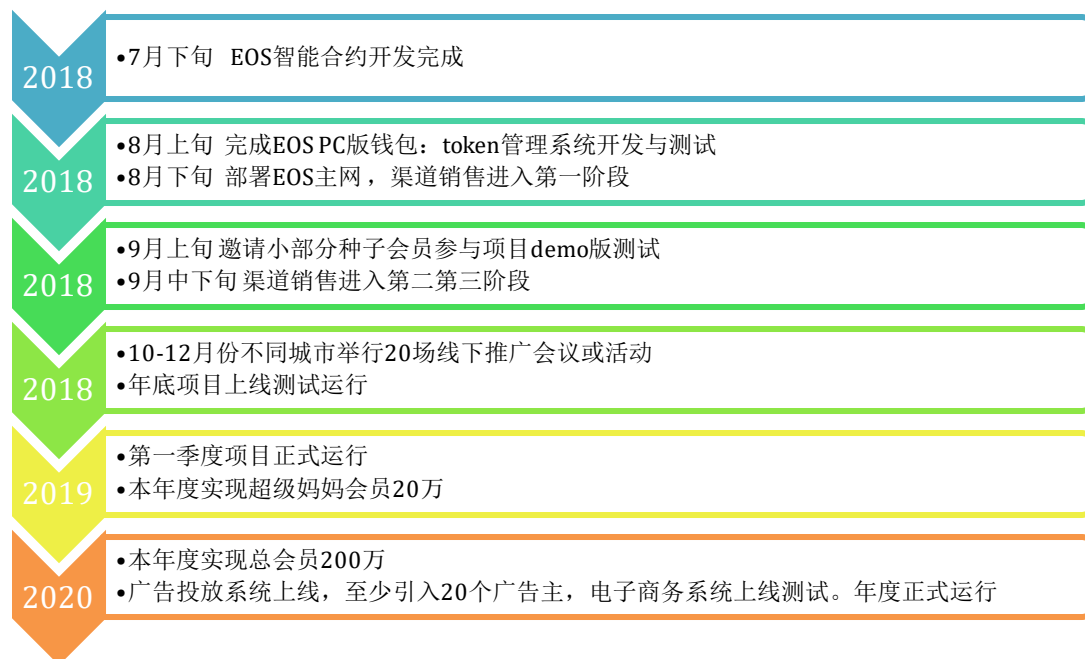 2018
•7月下旬 EOS智能合约开发完成
2018
•8月上旬 完成EOS PC版钱包：token管理系统开发与测试
•8月下旬 部署EOS主网，渠道销售进入第一阶段
2018
•9月上旬 邀请小部分种子会员参与项目demo版测试
•9月中下旬 渠道销售进入第二第三阶段
2018
•10-12月份不同城市举行20场线下推广会议或活动
•年底项目上线测试运行
2019
•第一季度项目正式运行
•本年度实现超级妈妈会员20万
2020
•本年度实现总会员200万
•广告投放系统上线，至少引入20个广告主，电子商务系统上线测试。年度正式运行